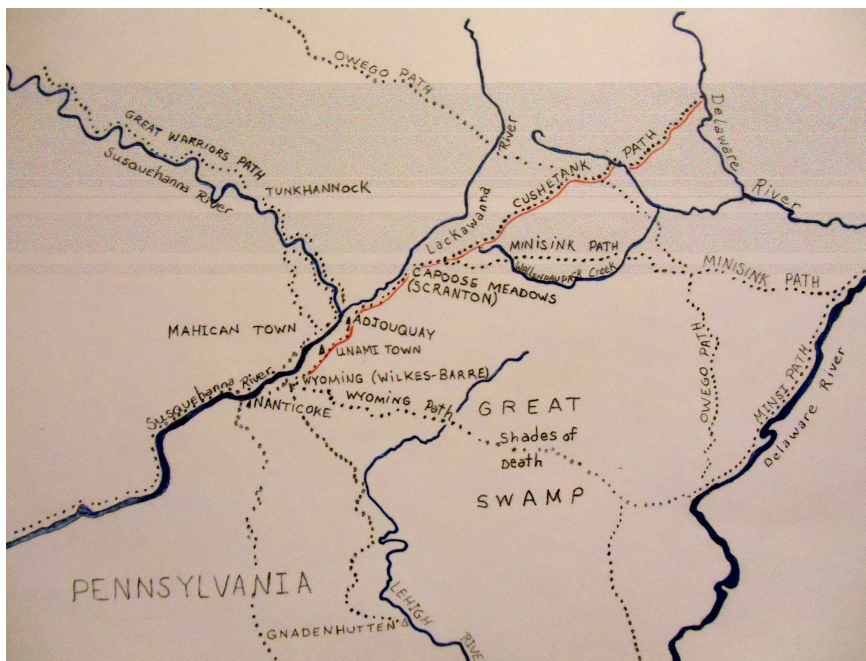 OWEGO PATH
GREAT WARRIORS PATH
Susquehanna River
TUNKHANNOCK
Lackawanna River
CUSHETANK PATH
Delaware River
MINISINK PATH
Wallenpaupack Creek
MINISINK PATH
CAPOOSE MEADOWS
(SCRANTON)
MAHICAN TOWN
ADJOUQUAY
UNAMI TOWN
OWEGO PATH
MINSI PATH
Delaware River
Susquehanna River
WYOMING (WILKES-BARRE)
NANTICOKE
WYOMING Path
GREAT
Shades of
Death
SWAMP
PENNSYLVANIA
GNADENHUTTEN
LEHIGH RIVE